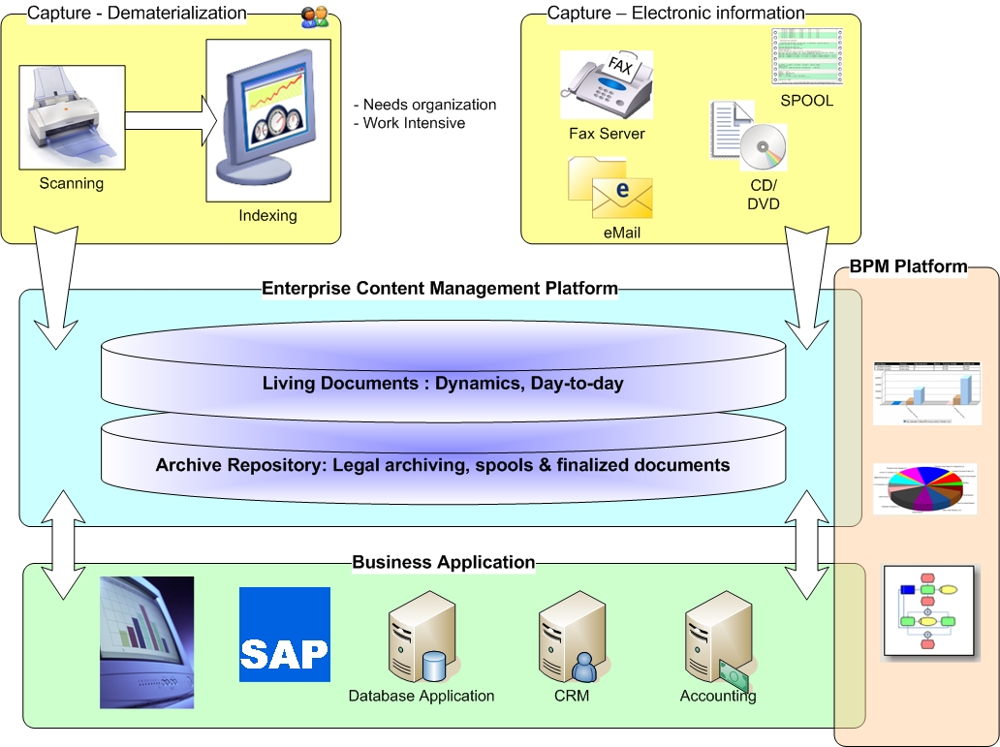 Capture - Dematerialization
Capture – Electronic information
FAX
SPOOL
- Needs organization
- Work Intensive
Fax Server
Scanning
CD/
DVD
Indexing
e
eMail
BPM Platform
Enterprise Content Management Platform
Living Documents : Dynamics, Day-to-day
Archive Repository: Legal archiving, spools & finalized documents
Business Application
SAP
Database Application
CRM
Accounting